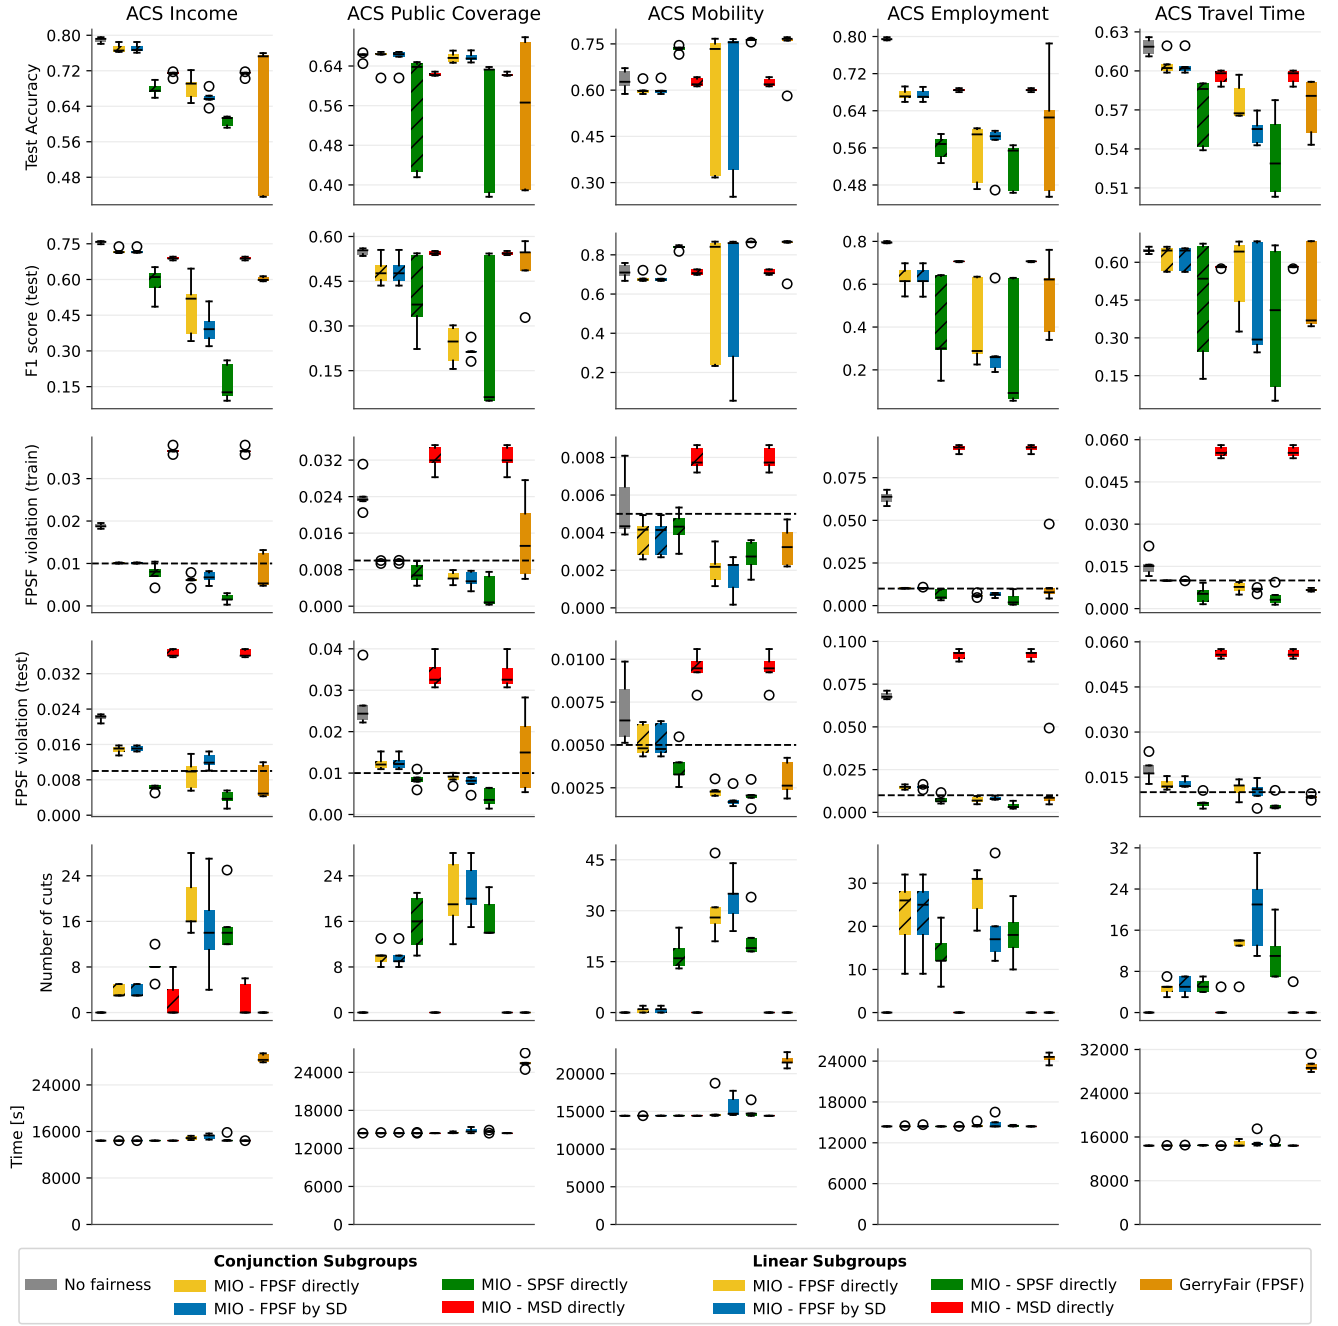 ACS Income ACS Public Coverage ACS Mobility ACS Employment ACS Travel Time
Test Accuracy
0.80 0.72 0.64 0.56 0.48
0.64 0.56 0.48 0.40
0.75 0.60 0.45 0.30
0.80 0.72 0.64 0.56 0.48
0.63 0.60 0.57 0.54 0.51
F1 score (test)
0.75 0.60 0.45 0.30 0.15
0.60 0.45 0.30 0.15
0.8 0.6 0.4 0.2
0.8 0.6 0.4 0.2
0.60 0.45 0.30 0.15
FPSF violation (train)
0.03 0.02 0.01 0.00
0.032 0.024 0.016 0.008 0.000
0.008 0.006 0.004 0.002 0.000
0.075 0.050 0.025 0.000
0.060 0.045 0.030 0.015 0.000
FPSF violation (test)
0.032 0.024 0.016 0.008 0.000
0.04 0.03 0.02 0.01 0.00
0.0100 0.0075 0.0050 0.0025
0.100 0.075 0.050 0.025 0.000
0.060 0.045 0.030 0.015
Number of cuts
24 16 8 0
24 16 8 0
45 30 15 0
30 20 10 0
32 24 16 8 0
Time [s]
24000 16000 8000 0
24000 18000 12000 6000 0
20000 15000 10000 5000 0
24000 18000 12000 6000 0
32000 24000 16000 8000 0
Conjunction Subgroups Linear Subgroups
No fairness MIO - FPSF directly MIO - SPSF directly MIO - FPSF directly MIO - SPSF directly GerryFair (FPSF)
MIO - FPSF by SD MIO - MSD directly MIO - FPSF by SD MIO - MSD directly